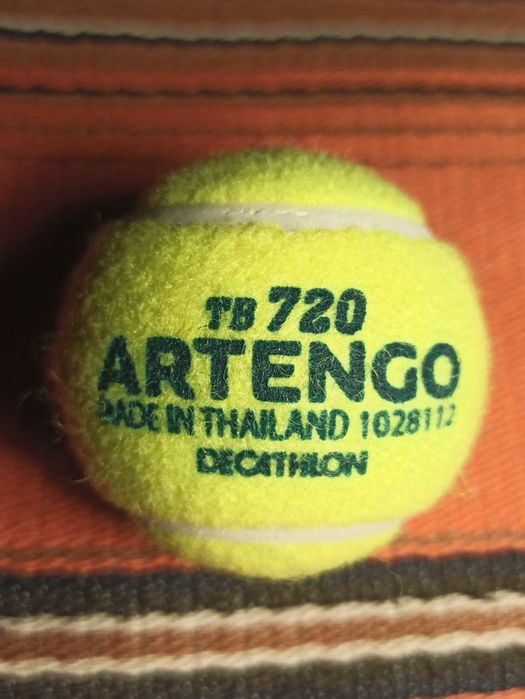 TB 720
ARTENGO
MADE IN THAILAND 1028112
DECATHLON